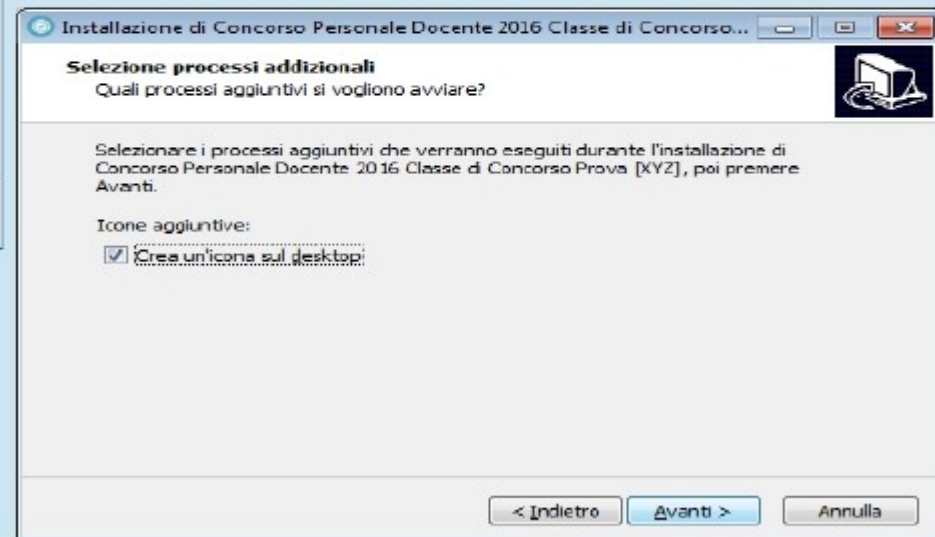 Installazione di Concorso Personale Docente 2016 Classe di Concorso...
Selezione processi addizionali
Quali processi aggiuntivi si vogliono avviare?
Selezionare i processi aggiuntivi che verranno eseguiti durante l'installazione di
Concorso Personale Docente 2016 Classe di Concorso Prova [XYZ], poi premere
Avanti.
Icone aggiuntive:
Crea un'icona sul desktop
< Indietro
Avanti >
Annulla